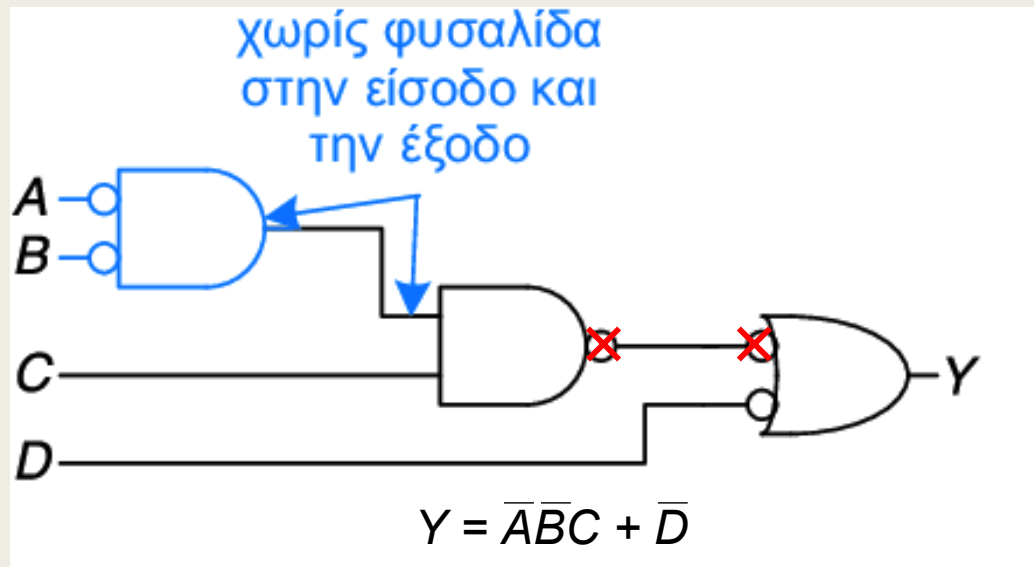 χωρίς φυσαλίδα
στην είσοδο και
την έξοδο
A
B
C
Y
D
Y = A̅B̅C + D̅